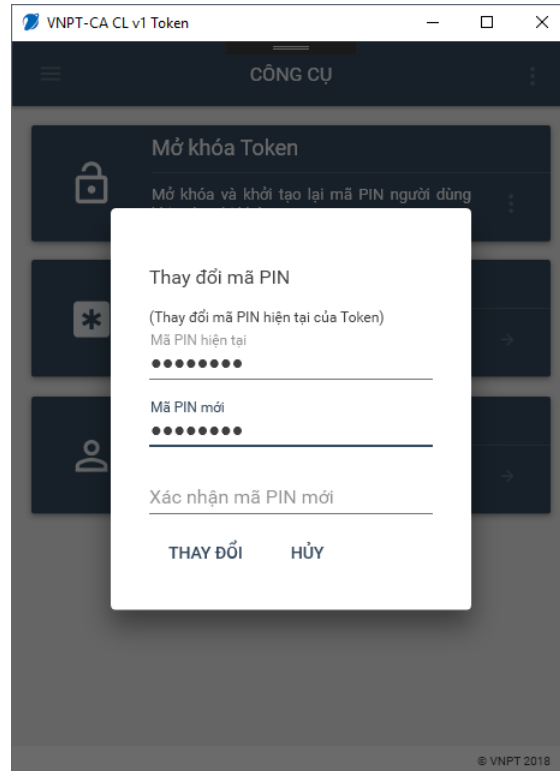 VNPT-CA CL v1 Token
CÔNG CỤ
Mở khóa Token
Mở khóa và khởi tạo lại mã PIN người dùng
Thay đổi mã PIN
(Thay đổi mã PIN hiện tại của Token)
Mã PIN hiện tại
Mã PIN mới
Xác nhận mã PIN mới
THAY ĐỔI HỦY
© VNPT 2018